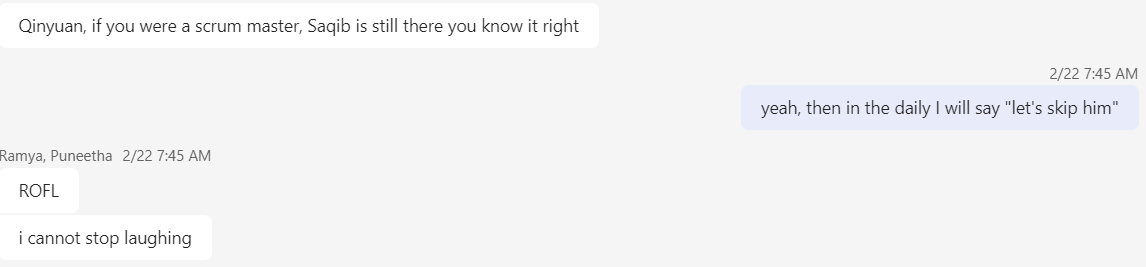 Qinyuan, if you were a scrum master, Saqib is still there you know it right
2/22 7:45 AM
yeah, then in the daily I will say "let's skip him"
Ramya, Puneetha 2/22 7:45 AM
ROFL
i cannot stop laughing